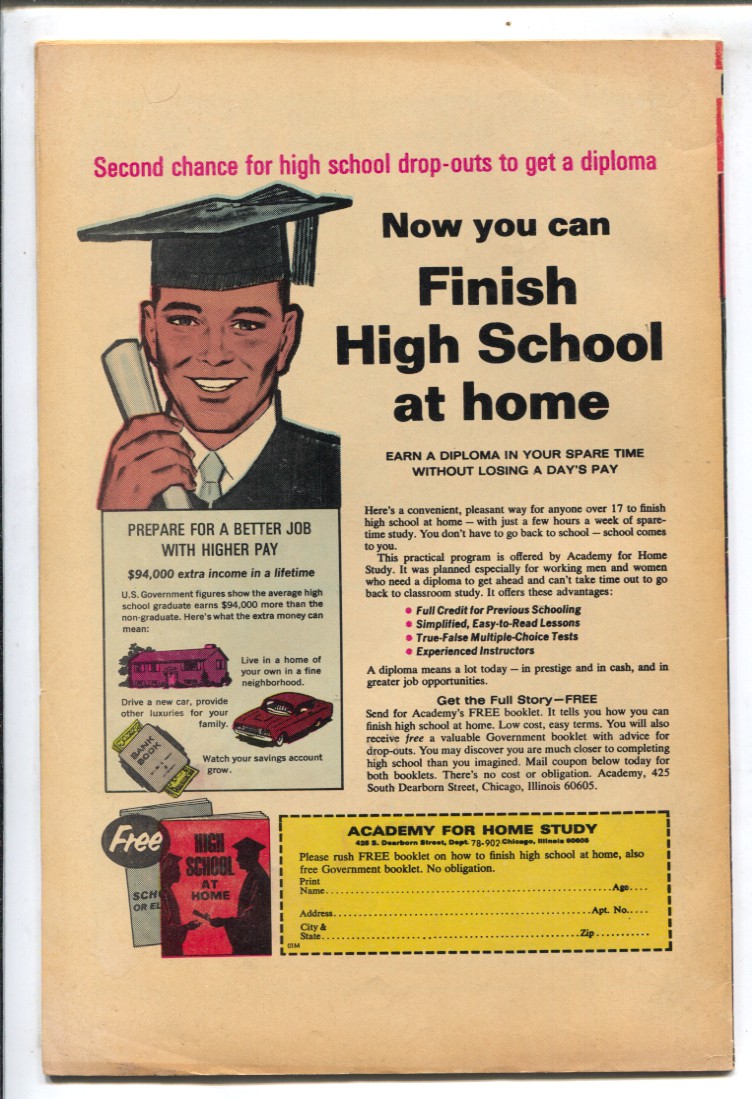 Second chance for high school drop-outs to get a diploma
Now you can
Finish
High School
at home
EARN A DIPLOMA IN YOUR SPARE TIME
WITHOUT LOSING A DAY'S PAY
Here's a convenient, pleasant way for anyone over 17 to finish
high school at home — with just a few hours a week of spare-
time study. You don't have to go back to school — school comes
to you.
This practical program is offered by Academy for Home
Study. It was planned especially for working men and women
who need a diploma to get ahead and can't take time out to go
back to classroom study. It offers these advantages:
• Full Credit for Previous Schooling
• Simplified, Easy-to-Read Lessons
• True-False Multiple-Choice Tests
• Experienced Instructors
A diploma means a lot today — in prestige and in cash, and in
greater job opportunities.
Get the Full Story—FREE
Send for Academy's FREE booklet. It tells you how you can
finish high school at home. Low cost, easy terms. You will also
receive free a valuable Government booklet with advice for
drop-outs. You may discover you are much closer to completing
high school than you imagined. Mail coupon below today for
both booklets. There's no cost or obligation. Academy, 425
South Dearborn Street, Chicago, Illinois 60605.
PREPARE FOR A BETTER JOB
WITH HIGHER PAY
$94,000 extra income in a lifetime
U.S. Government figures show the average high
school graduate earns $94,000 more than the
non-graduate. Here's what the extra money can
mean:
Live in a home of
your own in a fine
neighborhood.
Drive a new car, provide
other luxuries for your
family.
BANK
BOOK
Watch your savings account
grow.
Free
SCH
OR EL
HIGH
SCHOOL
AT
HOME
ACADEMY FOR HOME STUDY
425 S. Dearborn Street, Dept. 78-902 Chicago, Illinois 60605
Please rush FREE booklet on how to finish high school at home, also
free Government booklet. No obligation.
Print
Name Age
Address Apt. No.
City &
State Zip
01M